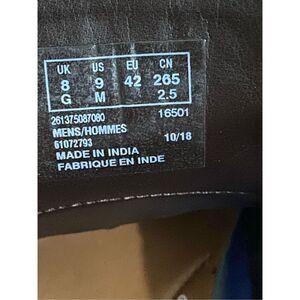 UK US EU CN
8 9 42 265
G M 2.5
261375087080 16501
MENS/HOMMES
61072793 10/18
MADE IN INDIA
FABRIQUE EN INDE